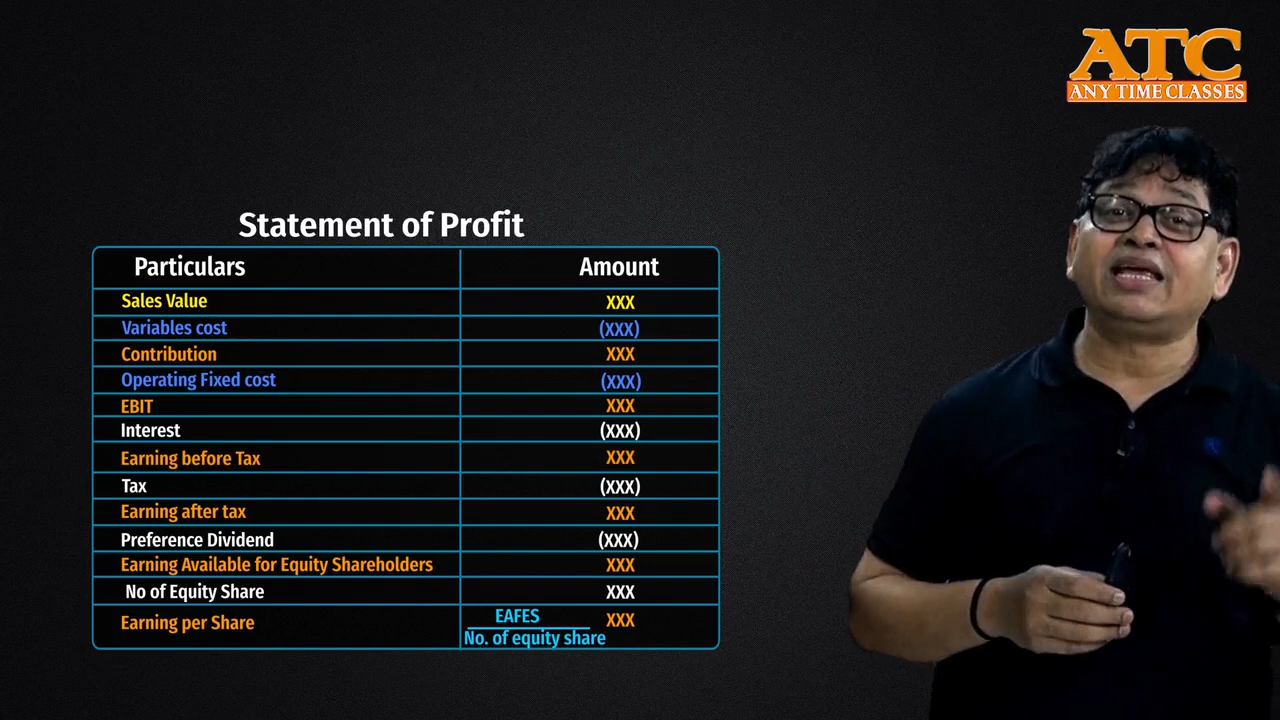 ATC
ANY TIME CLASSES
Statement of Profit
Particulars Amount
Sales Value XXX
Variables cost (XXX)
Contribution XXX
Operating Fixed cost (XXX)
EBIT XXX
Interest (XXX)
Earning before Tax XXX
Tax (XXX)
Earning after tax XXX
Preference Dividend (XXX)
Earning Available for Equity Shareholders XXX
No of Equity Share XXX
Earning per Share EAFES XXX
No. of equity share